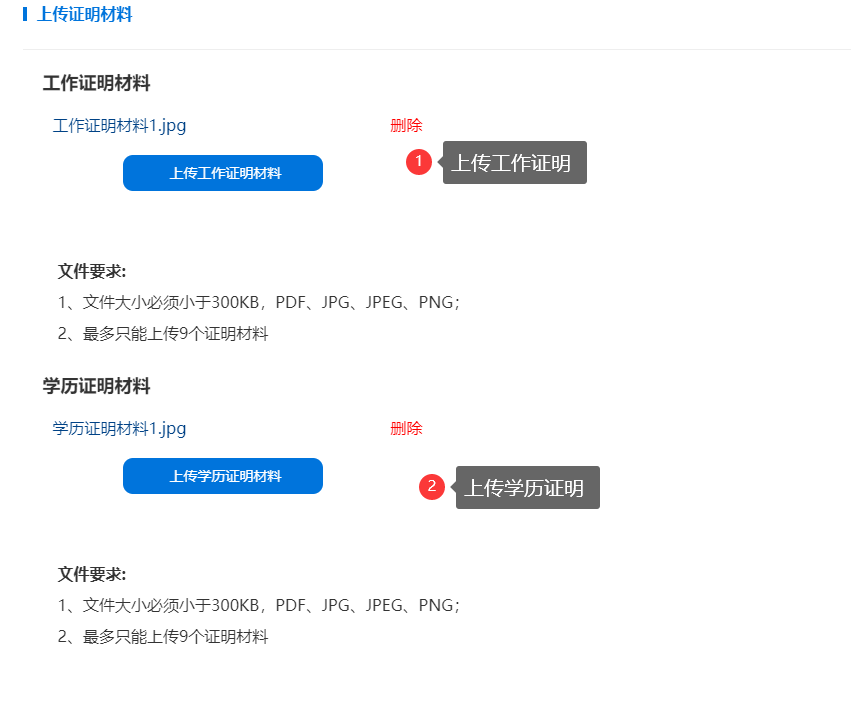 上传证明材料
工作证明材料
工作证明材料1.jpg 删除
1 上传工作证明
上传工作证明材料
文件要求:
1、文件大小必须小于300KB，PDF、JPG、JPEG、PNG；
2、最多只能上传9个证明材料
学历证明材料
学历证明材料1.jpg 删除
上传学历证明材料
2 上传学历证明
文件要求:
1、文件大小必须小于300KB，PDF、JPG、JPEG、PNG；
2、最多只能上传9个证明材料